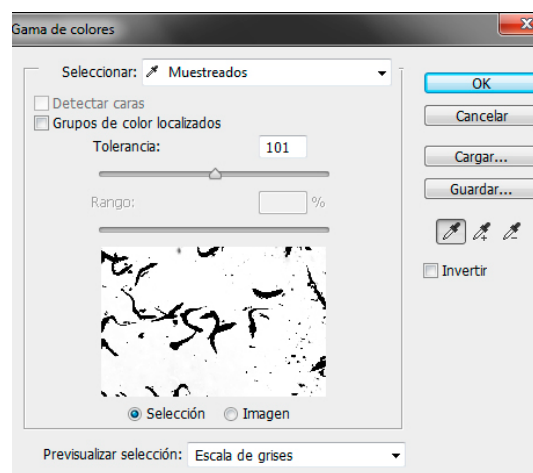 Gama de colores
Seleccionar: Muestreados
OK
Detectar caras
Cancelar
Grupos de color localizados
Tolerancia: 101
Cargar...
Rango: %
Guardar...
Invertir
Selección Imagen
Previsualizar selección: Escala de grises